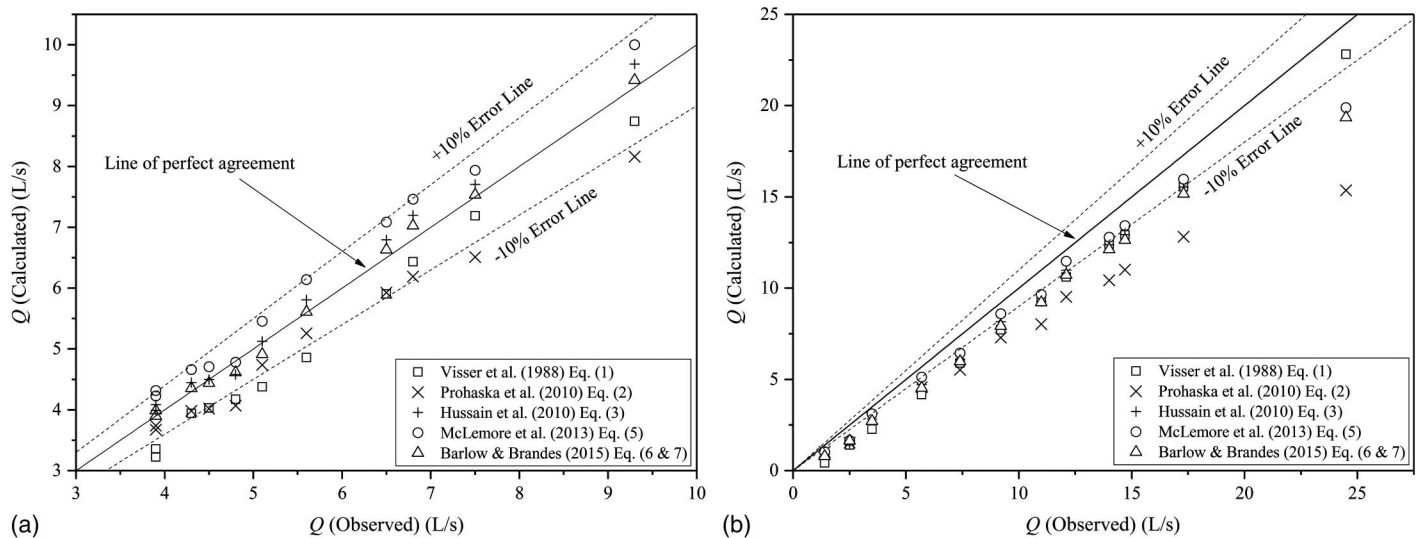 10
9
8
7
6
5
4
3
3
4
5
6
7
8
9
10
Q (Calculated) (L/s)
Q (Observed) (L/s)
Line of perfect agreement
+10% Error Line
-10% Error Line
Visser et al. (1988) Eq. (1)
Prohaska et al. (2010) Eq. (2)
Hussain et al. (2010) Eq. (3)
McLemore et al. (2013) Eq. (5)
Barlow & Brandes (2015) Eq. (6 & 7)
(a)
25
20
15
10
5
0
0
5
10
15
20
25
Q (Calculated) (L/s)
Q (Observed) (L/s)
Line of perfect agreement
+10% Error Line
-10% Error Line
Visser et al. (1988) Eq. (1)
Prohaska et al. (2010) Eq. (2)
Hussain et al. (2010) Eq. (3)
McLemore et al. (2013) Eq. (5)
Barlow & Brandes (2015) Eq. (6 & 7)
(b)